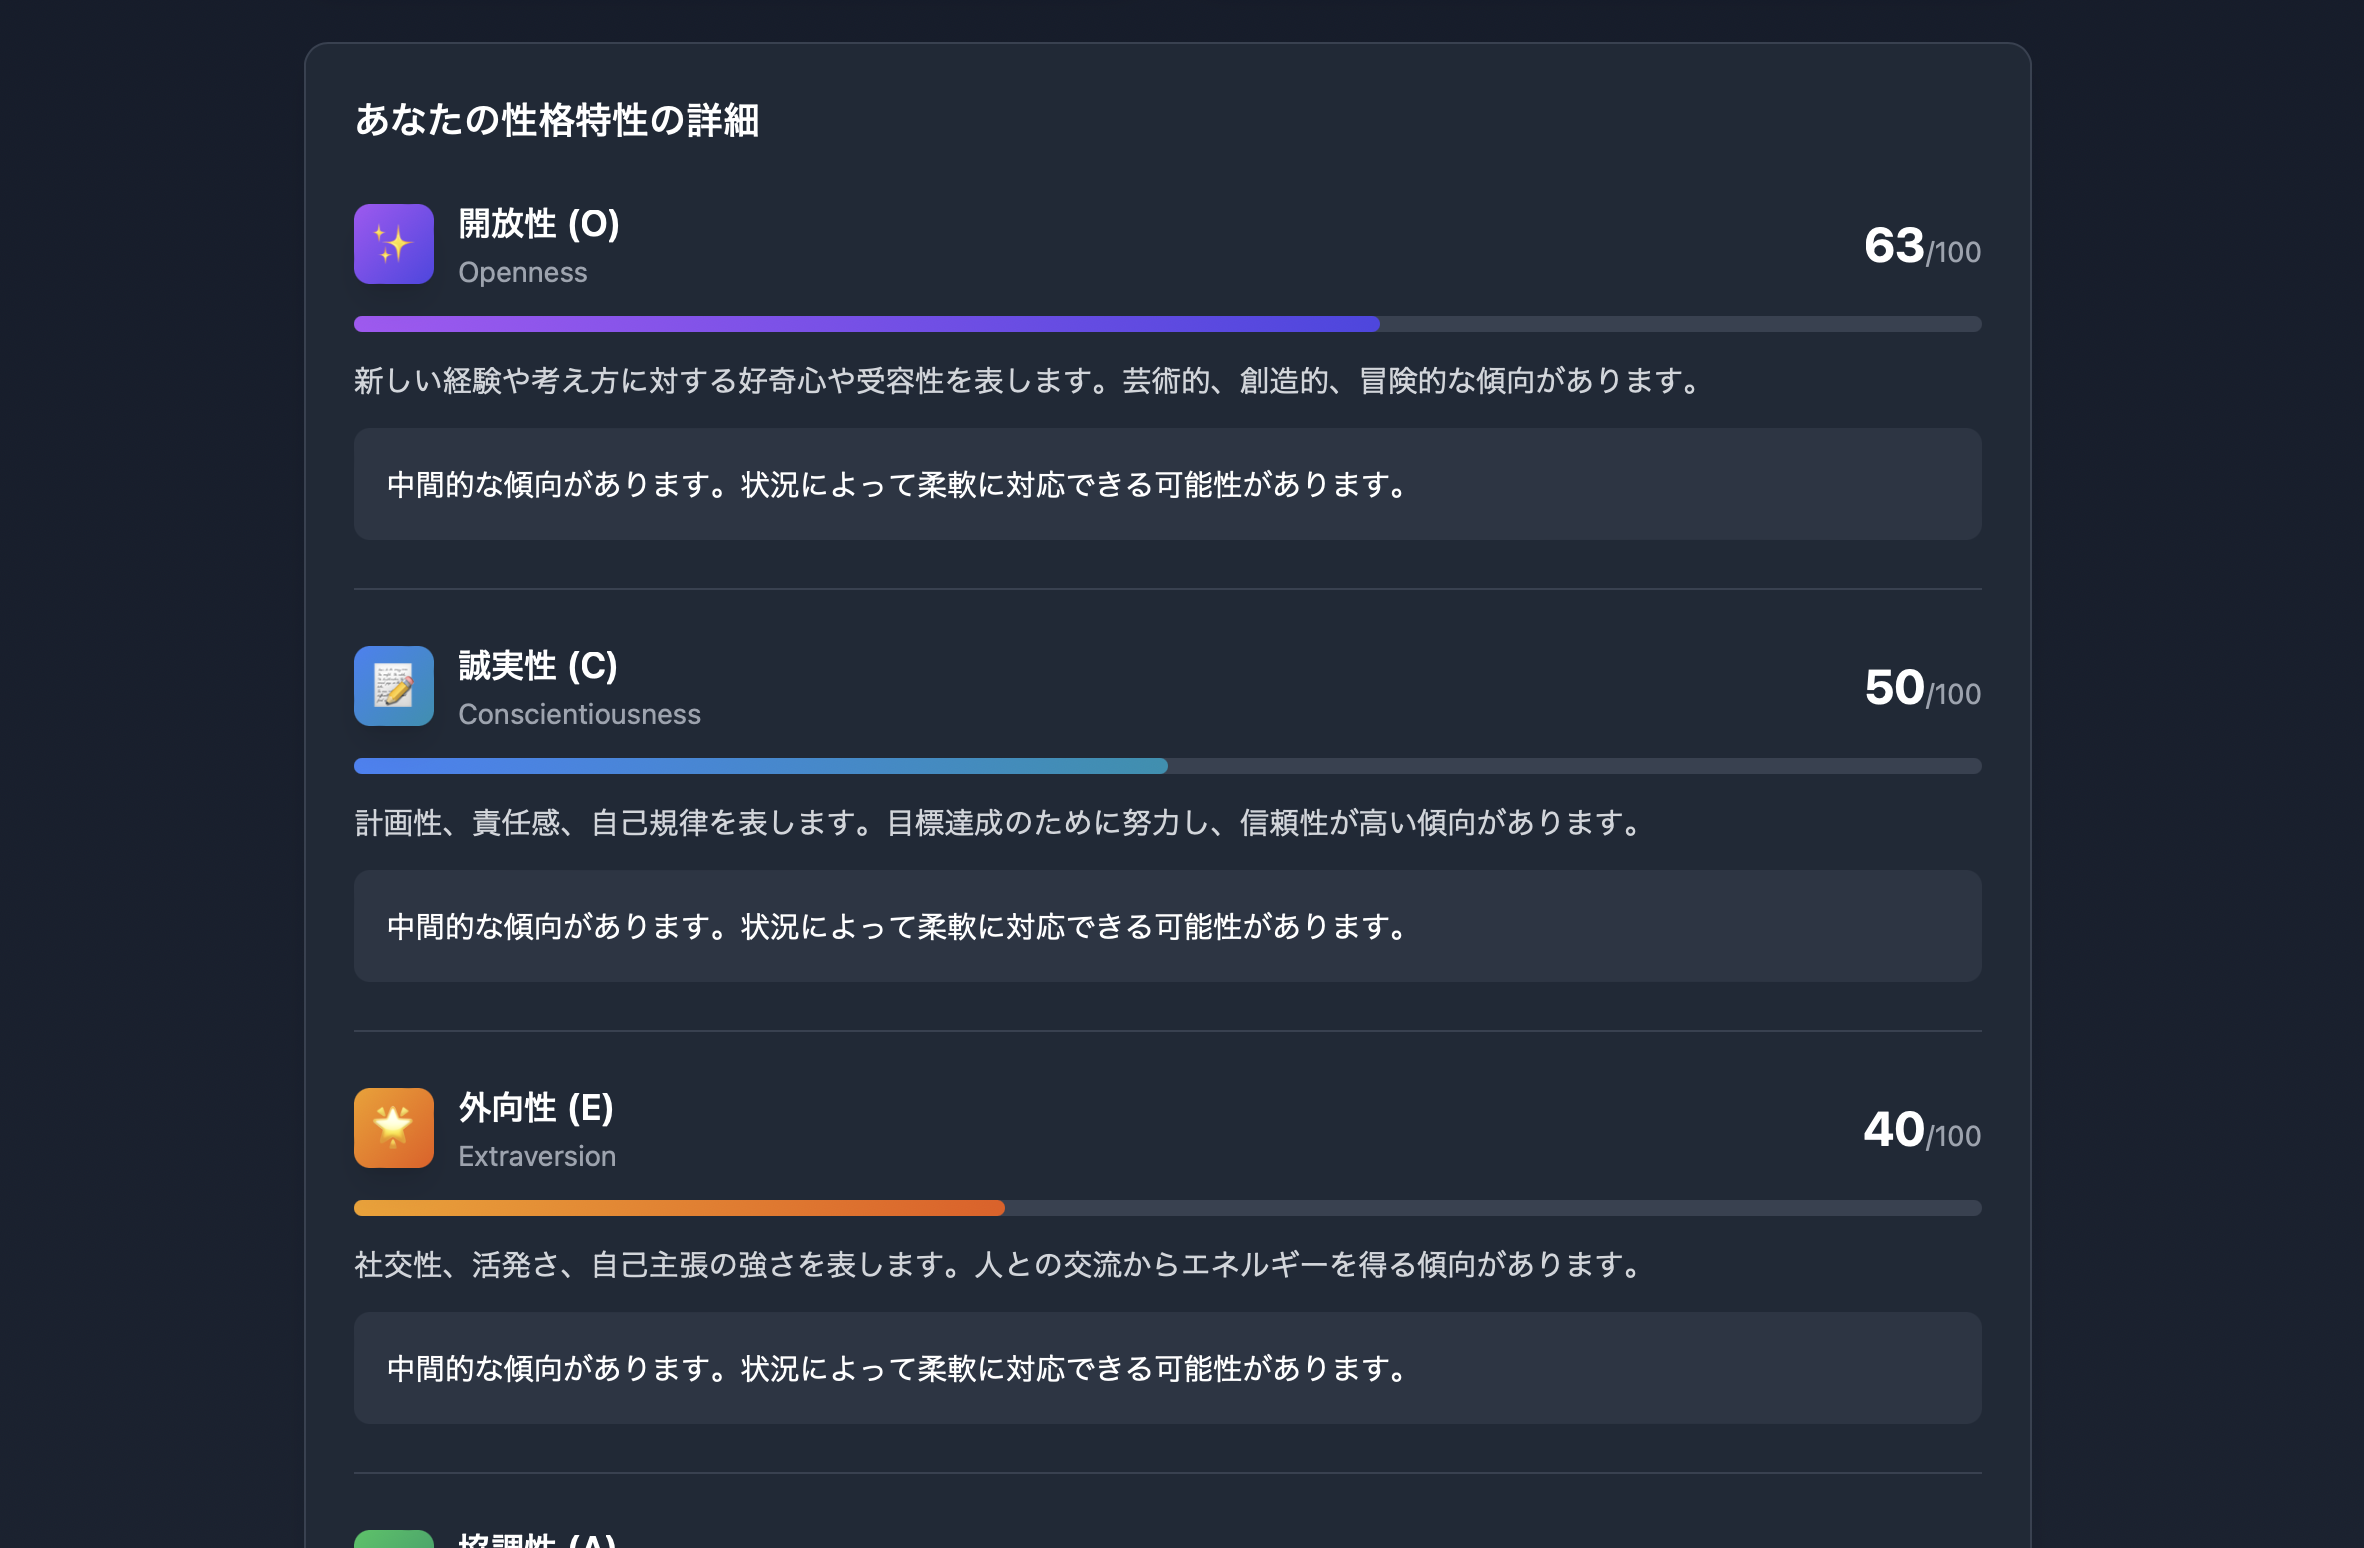 あなたの性格特性の詳細
開放性 (O)
Openness
63/100
新しい経験や考え方に対する好奇心や受容性を表します。芸術的、創造的、冒険的な傾向があります。
中間的な傾向があります。状況によって柔軟に対応できる可能性があります。
誠実性 (C)
Conscientiousness
50/100
計画性、責任感、自己規律を表します。目標達成のために努力し、信頼性が高い傾向があります。
中間的な傾向があります。状況によって柔軟に対応できる可能性があります。
外向性 (E)
Extraversion
40/100
社交性、活発さ、自己主張の強さを表します。人との交流からエネルギーを得る傾向があります。
中間的な傾向があります。状況によって柔軟に対応できる可能性があります。
協調性 (A)